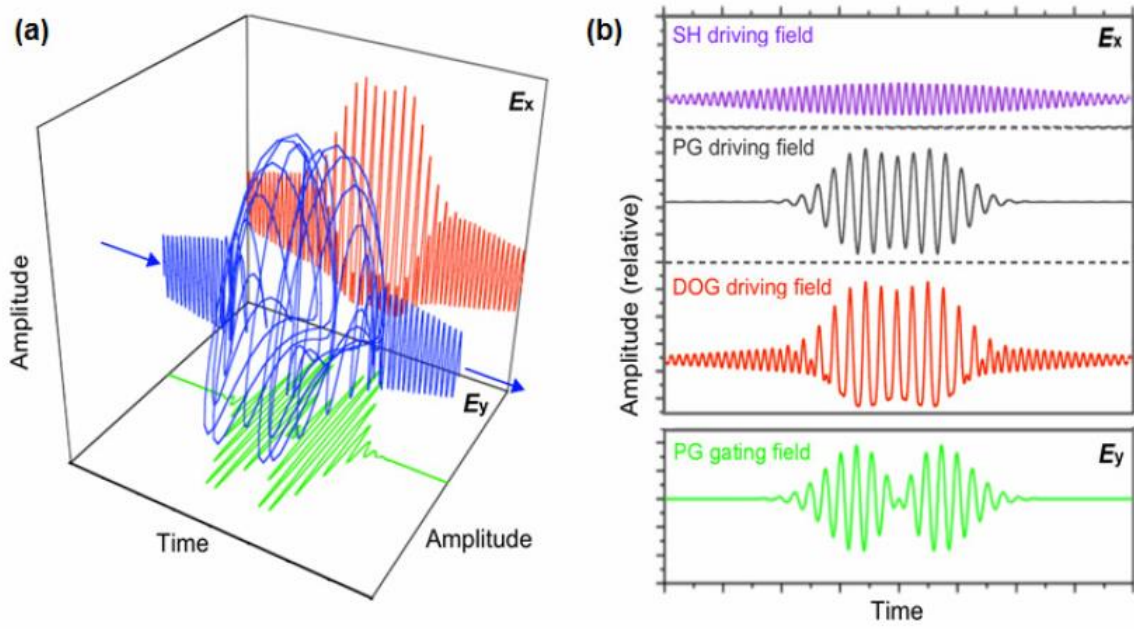 (a)
Ex
Ey
Amplitude
Time
Amplitude
(b)
SH driving field
Ex
PG driving field
DOG driving field
Amplitude (relative)
PG gating field
Ey
Time